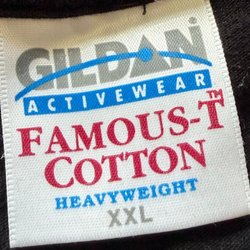 GILDAN
ACTIVEWEAR
FAMOUS-T™
COTTON
HEAVYWEIGHT
XXL